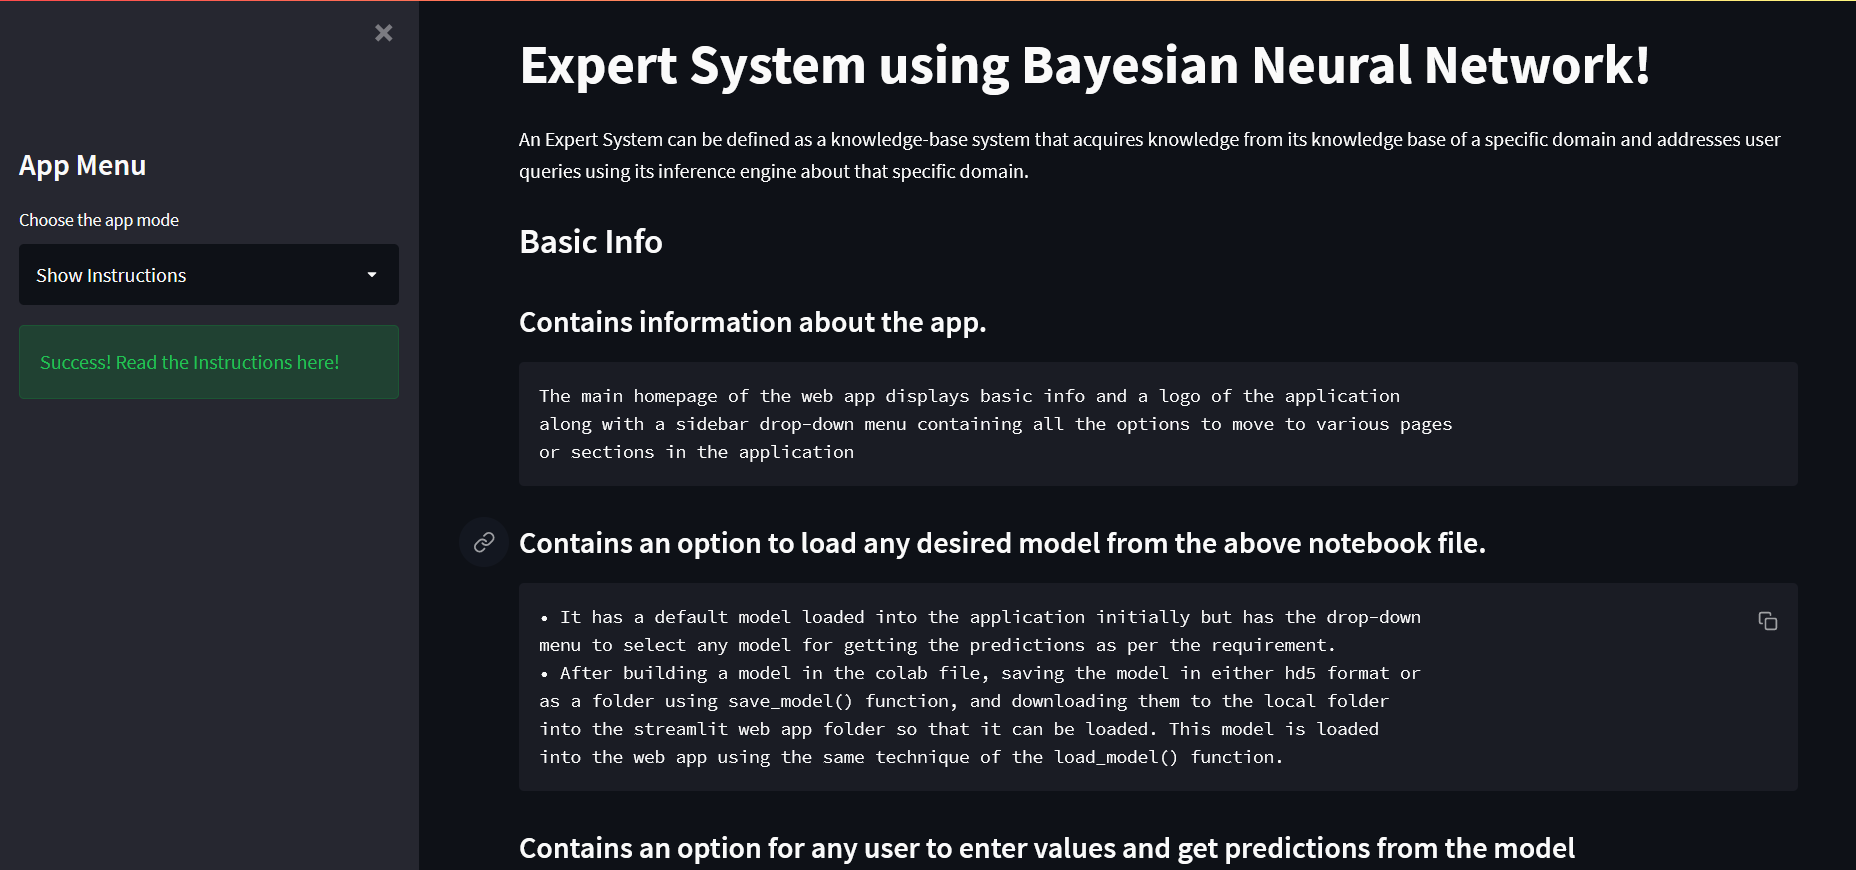 App Menu
Choose the app mode
Show Instructions
Success! Read the Instructions here!
Expert System using Bayesian Neural Network!
An Expert System can be defined as a knowledge-base system that acquires knowledge from its knowledge base of a specific domain and addresses user
queries using its inference engine about that specific domain.
Basic Info
Contains information about the app.
The main homepage of the web app displays basic info and a logo of the application
along with a sidebar drop-down menu containing all the options to move to various pages
or sections in the application
Contains an option to load any desired model from the above notebook file.
• It has a default model loaded into the application initially but has the drop-down
menu to select any model for getting the predictions as per the requirement.
• After building a model in the colab file, saving the model in either hd5 format or
as a folder using save_model() function, and downloading them to the local folder
into the streamlit web app folder so that it can be loaded. This model is loaded
into the web app using the same technique of the load_model() function.
Contains an option for any user to enter values and get predictions from the model